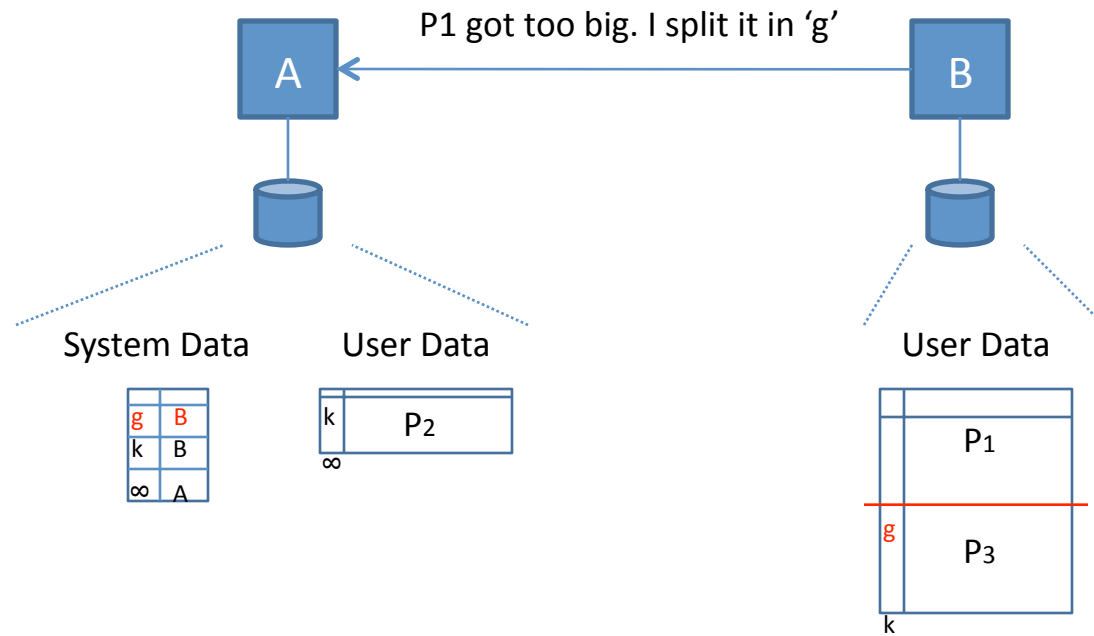 P1 got too big. I split it in ‘g’
A
B
System Data
User Data
User Data
g B
k B
∞ A
k P2
∞
P1
g
P3
k